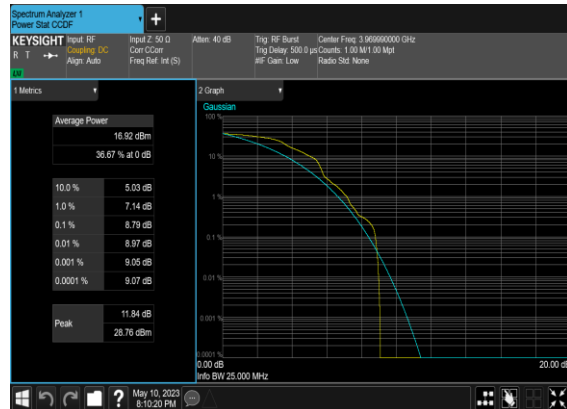 Spectrum Analyzer 1
Power Stat CCDF
KEYSIGHT
R T
Input: RF
Coupling: DC
Align: Auto
Input Z: 50 Ω
Corr CCorr
Freq Ref: Int (S)
Atten: 40 dB
Trig: RF Burst
Trig Delay: 500.0 µs
#IF Gain: Low
Center Freq: 3.969990000 GHz
Counts: 1.00 M/1.00 Mpt
Radio Std: None
1 Metrics
2 Graph
Average Power
16.92 dBm
36.67 % at 0 dB
10.0 % 5.03 dB
1.0 % 7.14 dB
0.1 % 8.79 dB
0.01 % 8.97 dB
0.001 % 9.05 dB
0.0001 % 9.07 dB
Peak
11.84 dB
28.76 dBm
Gaussian
100 %
10 %
1 %
0.1 %
0.01 %
0.001 %
0.0001 %
0.00 dB
20.00 dB
Info BW 25.000 MHz
?
May 10, 2023
8:10:20 PM